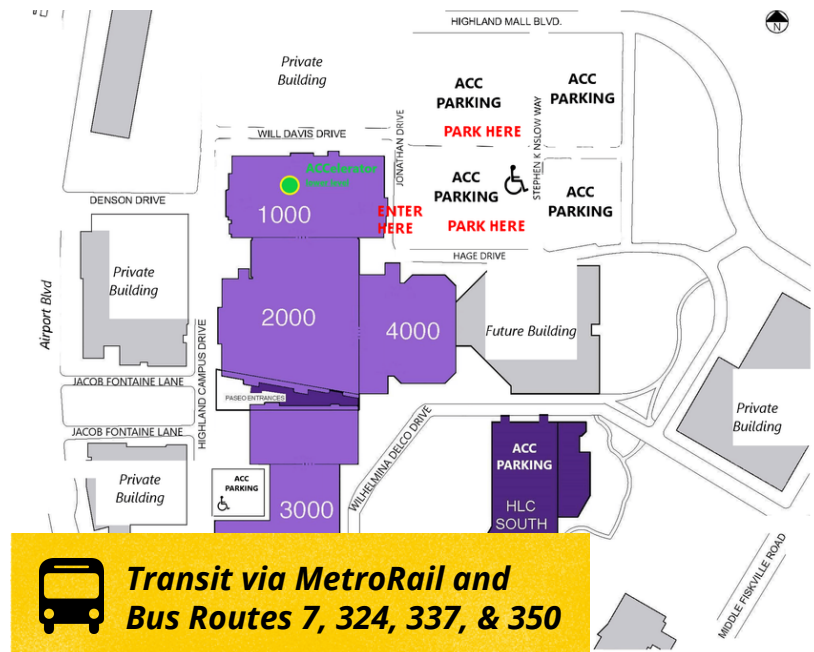 HIGHLAND MALL BLVD.
N
Private
Building
ACC
PARKING
PARK HERE
ACC
PARKING
WILL DAVIS DRIVE
JONATHAN DRIVE
STEPHEN K NSLOW WAY
ACCelerator
1000
ENTER
HERE
ACC
PARKING
PARK HERE
ACC
PARKING
DENSON DRIVE
HAGE DRIVE
Private
Building
Airport Blvd
2000
4000
Future Building
HIGHLAND CAMPUS DRIVE
JACOB FONTAINE LANE
PASEO ENTRANCES
JACOB FONTAINE LANE
WILHELMINA DELCO DRIVE
Private
Building
Private
Building
ACC
PARKING
3000
ACC
PARKING
HLC
SOUTH
MIDDLE FISKVILLE ROAD
Transit via MetroRail and
Bus Routes 7, 324, 337, & 350